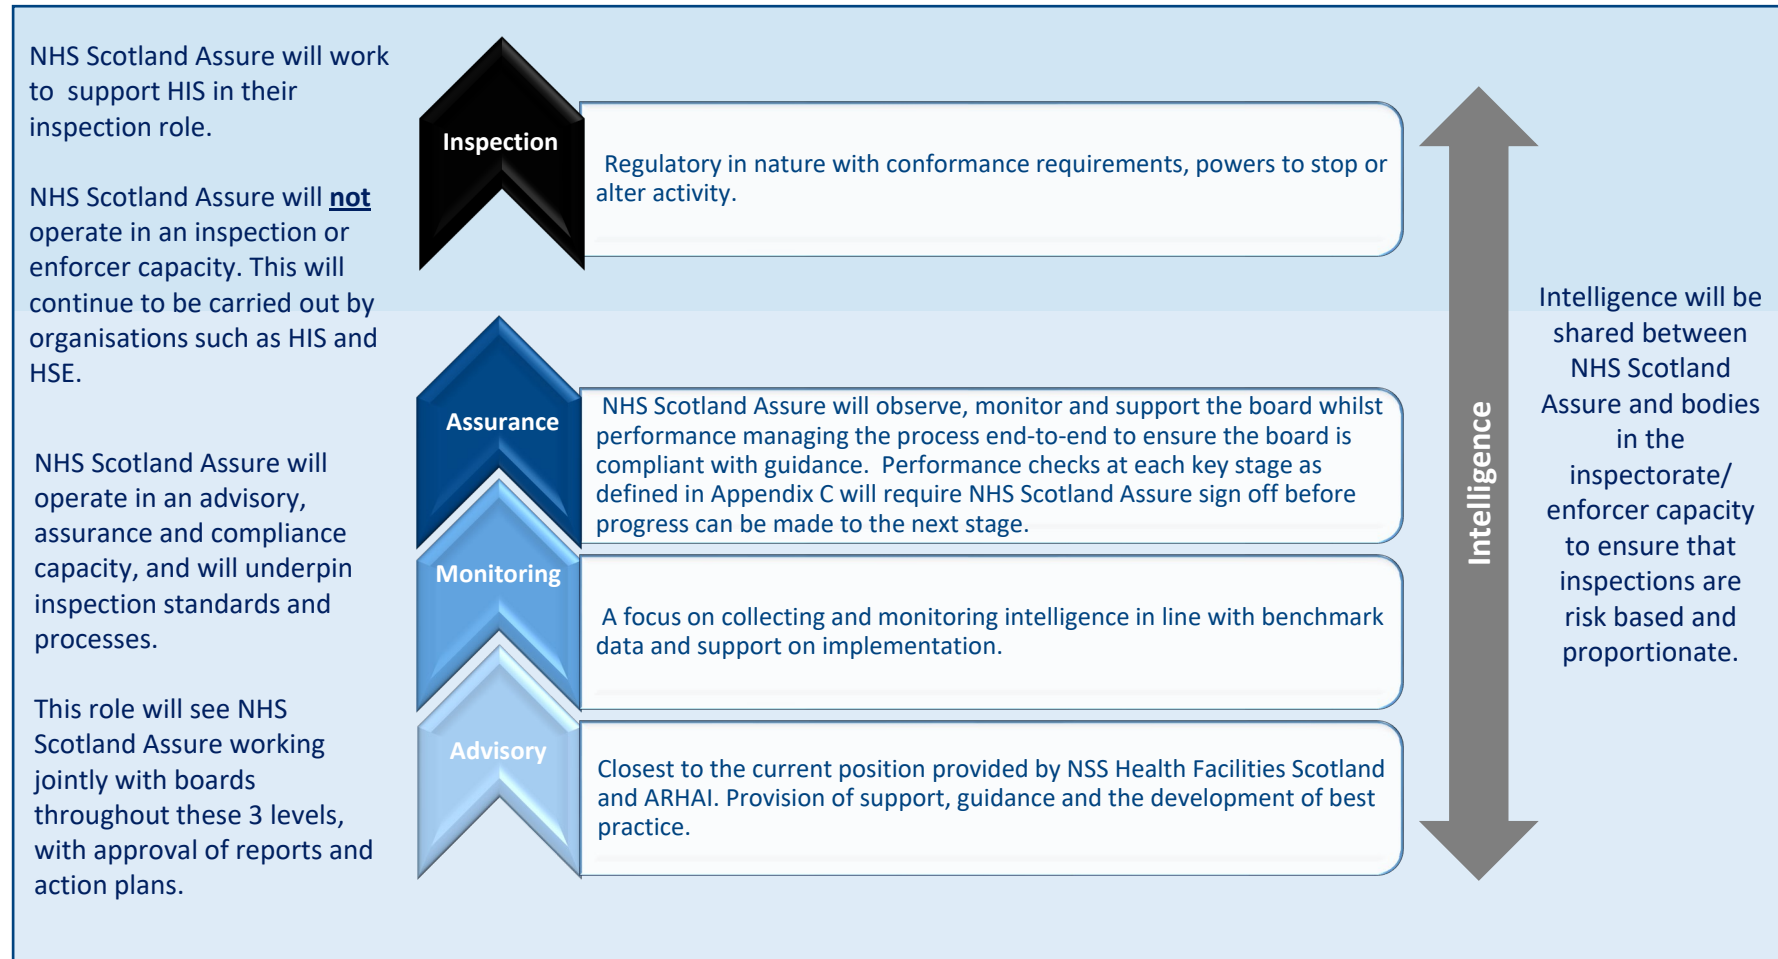 NHS Scotland Assure will work
to support HIS in their
inspection role.
NHS Scotland Assure will not
operate in an inspection or
enforcer capacity. This will
continue to be carried out by
organisations such as HIS and
HSE.
NHS Scotland Assure will
operate in an advisory,
assurance and compliance
capacity, and will underpin
inspection standards and
processes.
This role will see NHS
Scotland Assure working
jointly with boards
throughout these 3 levels,
with approval of reports and
action plans.
Inspection
Regulatory in nature with conformance requirements, powers to stop or
alter activity.
Assurance
NHS Scotland Assure will observe, monitor and support the board whilst
performance managing the process end-to-end to ensure the board is
compliant with guidance. Performance checks at each key stage as
defined in Appendix C will require NHS Scotland Assure sign off before
progress can be made to the next stage.
Monitoring
A focus on collecting and monitoring intelligence in line with benchmark
data and support on implementation.
Advisory
Closest to the current position provided by NSS Health Facilities Scotland
and ARHAI. Provision of support, guidance and the development of best
practice.
Intelligence
Intelligence will be
shared between
NHS Scotland
Assure and bodies
in the
inspectorate/
enforcer capacity
to ensure that
inspections are
risk based and
proportionate.